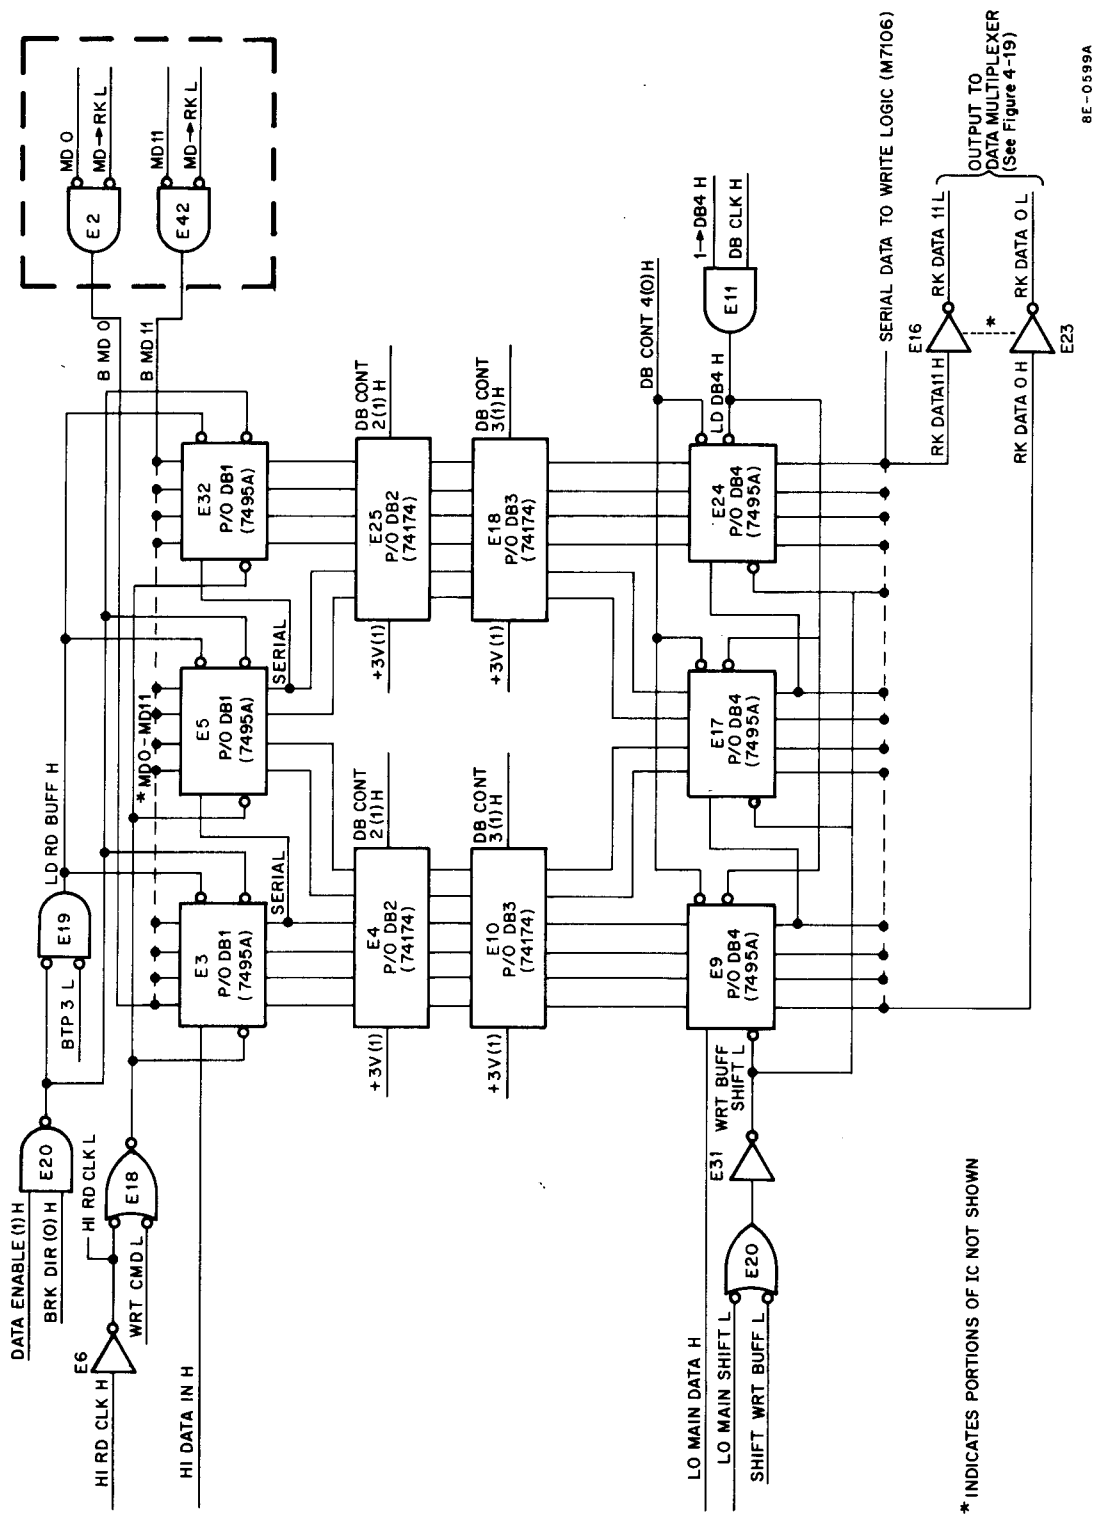 DATA ENABLE (1) H
BRK DIR (0) H
E20
BTP 3 L
E19
LD RD BUFF H
HI RD CLK H
E6
HI RD CLK L
WRT CMD L
E18
HI DATA IN H
MD 0
MD→RK L
E2
MD11
MD→RK L
E42
B MD 0
B MD 11
*MD0-MD11
E3
P/O DB1
(7495A)
SERIAL
E5
P/O DB1
(7495A)
SERIAL
E32
P/O DB1
(7495A)
+3V(1)
E4
P/O DB2
(74174)
DB CONT
2(1) H
+3V(1)
E25
P/O DB2
(74174)
DB CONT
2(1) H
+3V(1)
E10
P/O DB3
(74174)
DB CONT
3(1) H
+3V(1)
E18
P/O DB3
(74174)
DB CONT
3(1) H
DB CONT 4(0) H
LD DB4 H
E11
1→DB4 H
DB CLK H
LO MAIN DATA H
LO MAIN SHIFT L
SHIFT WRT BUFF L
E20
E31
WRT BUFF
SHIFT L
E9
P/O DB4
(7495A)
E17
P/O DB4
(7495A)
E24
P/O DB4
(7495A)
SERIAL DATA TO WRITE LOGIC (M7106)
RK DATA11 H
E16
RK DATA 11 L
*
RK DATA 0 H
E23
RK DATA 0 L
OUTPUT TO
DATA MULTIPLEXER
(See Figure 4-19)
*INDICATES PORTIONS OF IC NOT SHOWN
8E-0599A